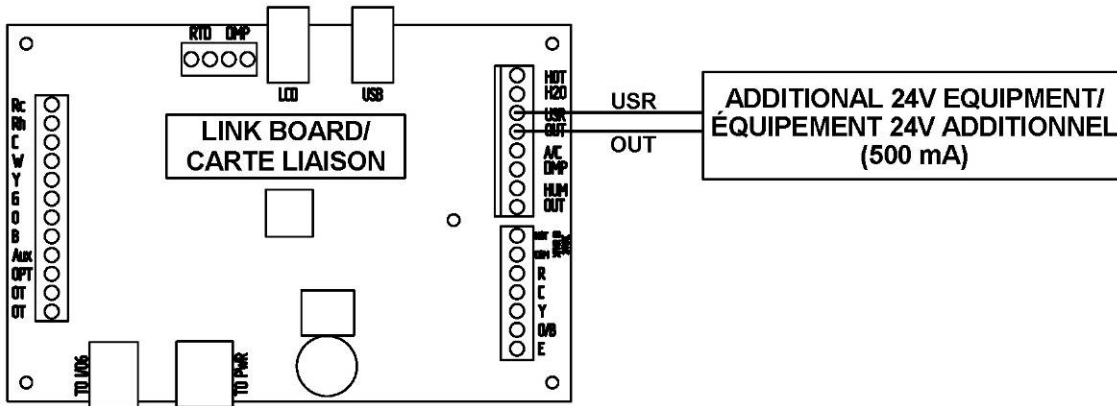 RTD DMP
LCD
USB
LINK BOARD/
CARTE LIAISON
Rc
Rh
C
W
Y
G
O
B
Aux
OPT
OT
OT
HOT
H2O
USR
OUT
A/C
DMP
HUM
OUT
R
C
Y
O/B
E
TO I/O6
TO PWR
USR
OUT
ADDITIONAL 24V EQUIPMENT/
ÉQUIPEMENT 24V ADDITIONNEL
(500 mA)